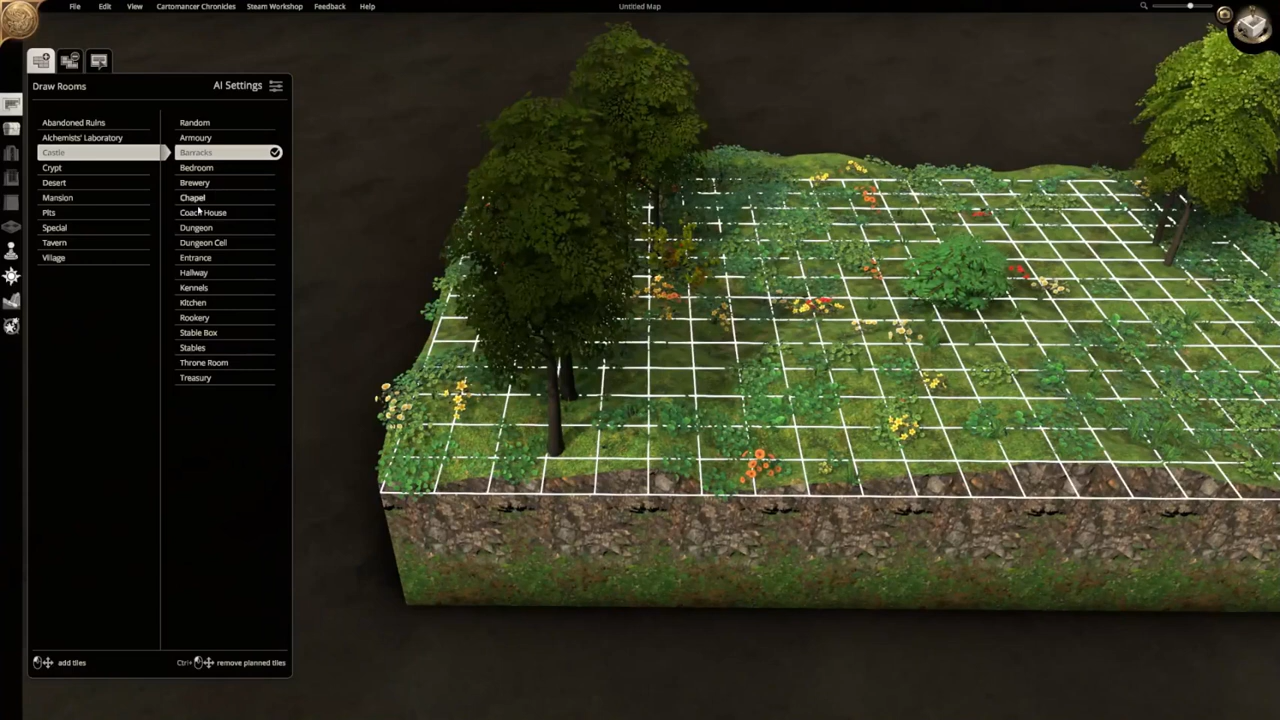 File Edit View Cartomancer Chronicles Steam Workshop Feedback Help Untitled Map
Draw Rooms AI Settings
Abandoned Ruins
Alchemists' Laboratory
Castle
Crypt
Desert
Mansion
Pits
Special
Tavern
Village
Random
Armoury
Barracks
Bedroom
Brewery
Chapel
Coach House
Dungeon
Dungeon Cell
Entrance
Hallway
Kennels
Kitchen
Rookery
Stable Box
Stables
Throne Room
Treasury
add tiles Ctrl+ remove planned tiles